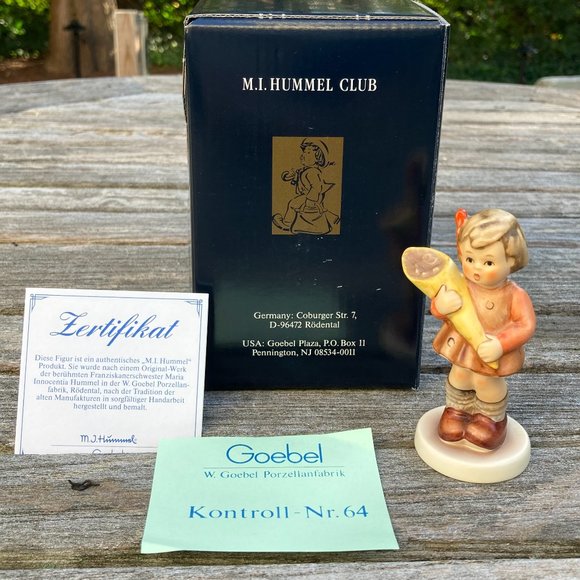 M.I. HUMMEL CLUB
Germany: Coburger Str. 7,
D-96472 Rödental
USA: Goebel Plaza, P.O. Box 11
Pennington, NJ 08534-0011
Zertifikat
Diese Figur ist ein authentisches „M.I. Hummel“
Produkt. Sie wurde nach einem Original-Werk
der berühmten Franziskanerschwester Maria
Innocentia Hummel in der W. Goebel Porzellan-
fabrik, Rödental, nach der Tradition der
alten Manufakturen in sorgfältiger Handarbeit
hergestellt und bemalt.
M.J. Hummel
Goebel
W. Goebel Porzellanfabrik
Kontroll-Nr. 64